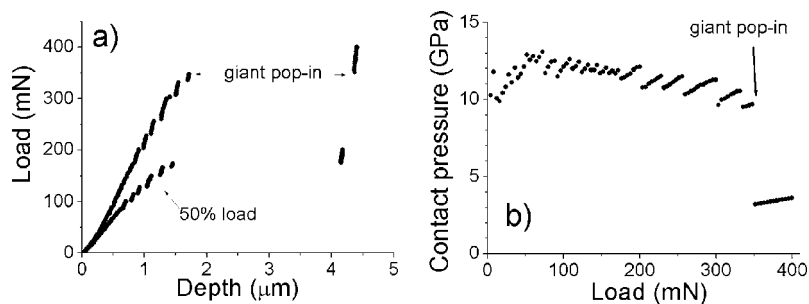 a)
Load (mN)
400
300
200
100
0
giant pop-in
50% load
0 1 2 3 4 5
Depth (μm)
b)
Contact pressure (GPa)
15
10
5
0
giant pop-in
0 100 200 300 400
Load (mN)